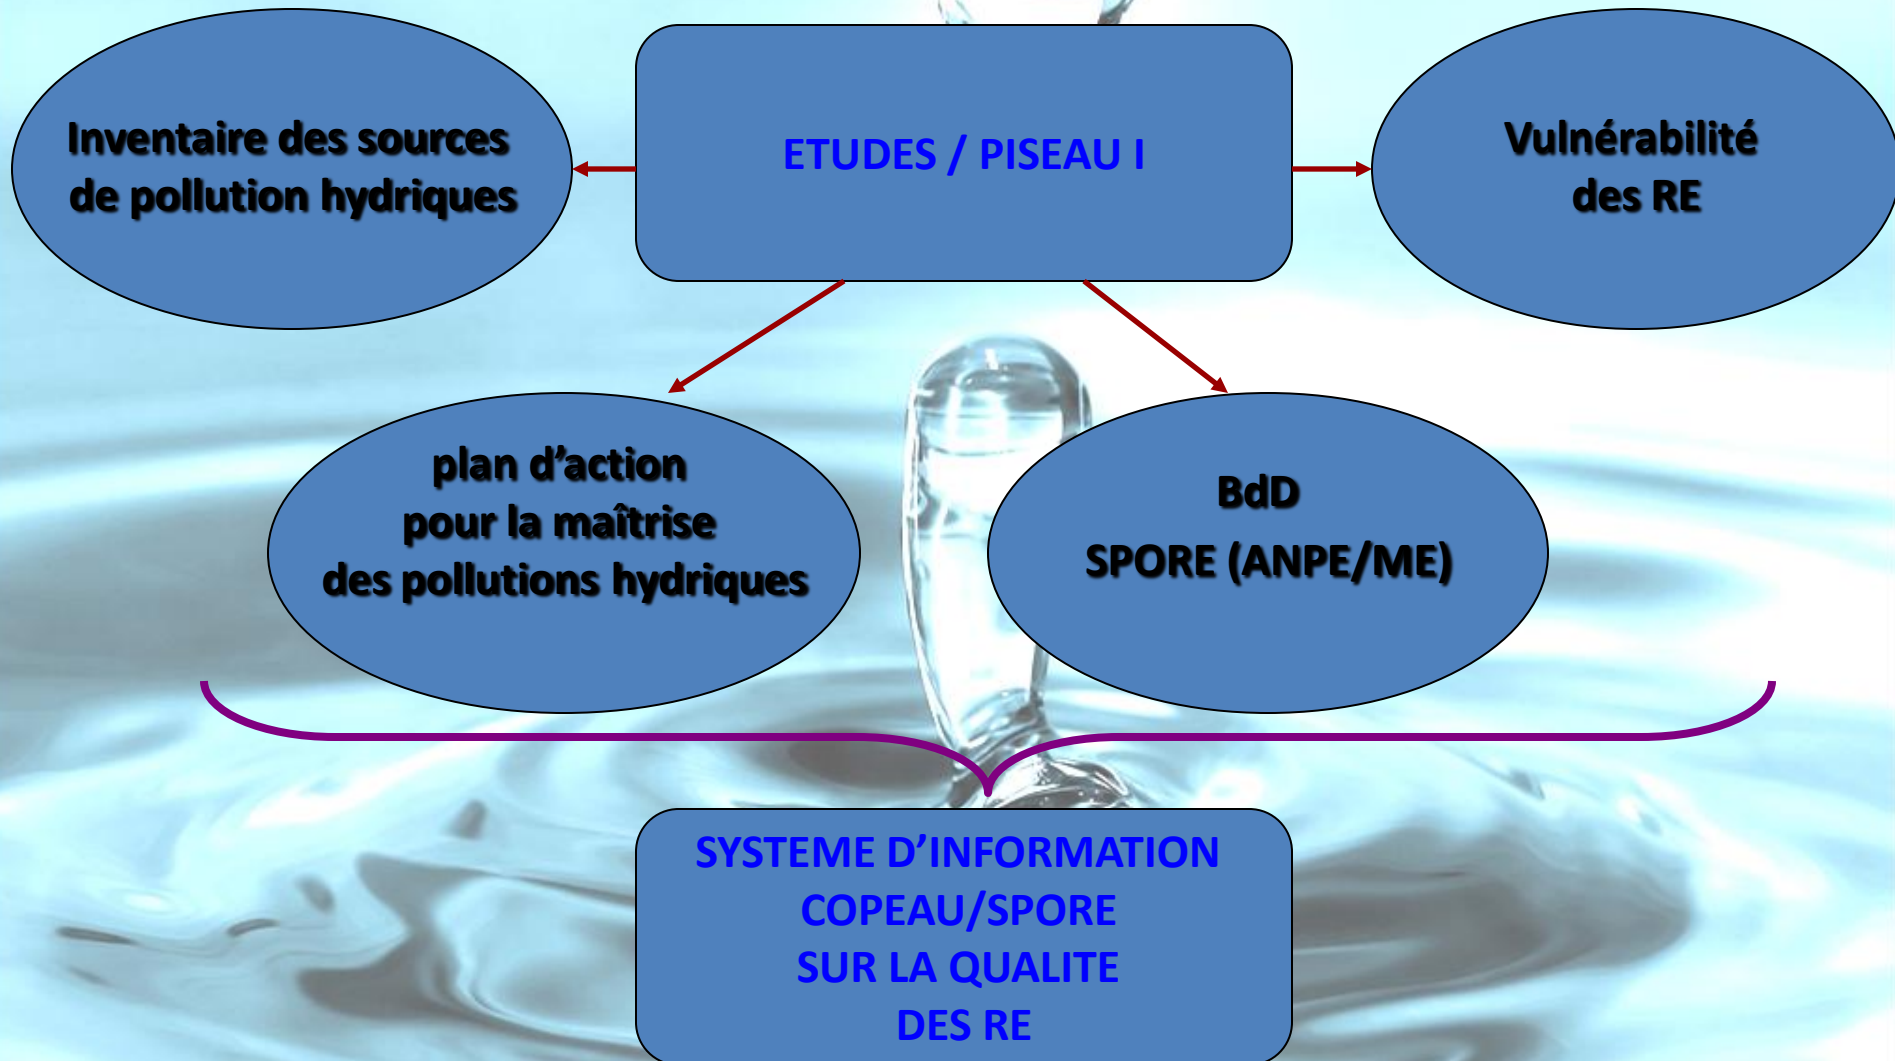 Inventaire des sources
de pollution hydriques
ETUDES / PISEAU I
Vulnérabilité
des RE
plan d’action
pour la maîtrise
des pollutions hydriques
BdD
SPORE (ANPE/ME)
SYSTEME D’INFORMATION
COPEAU/SPORE
SUR LA QUALITE
DES RE